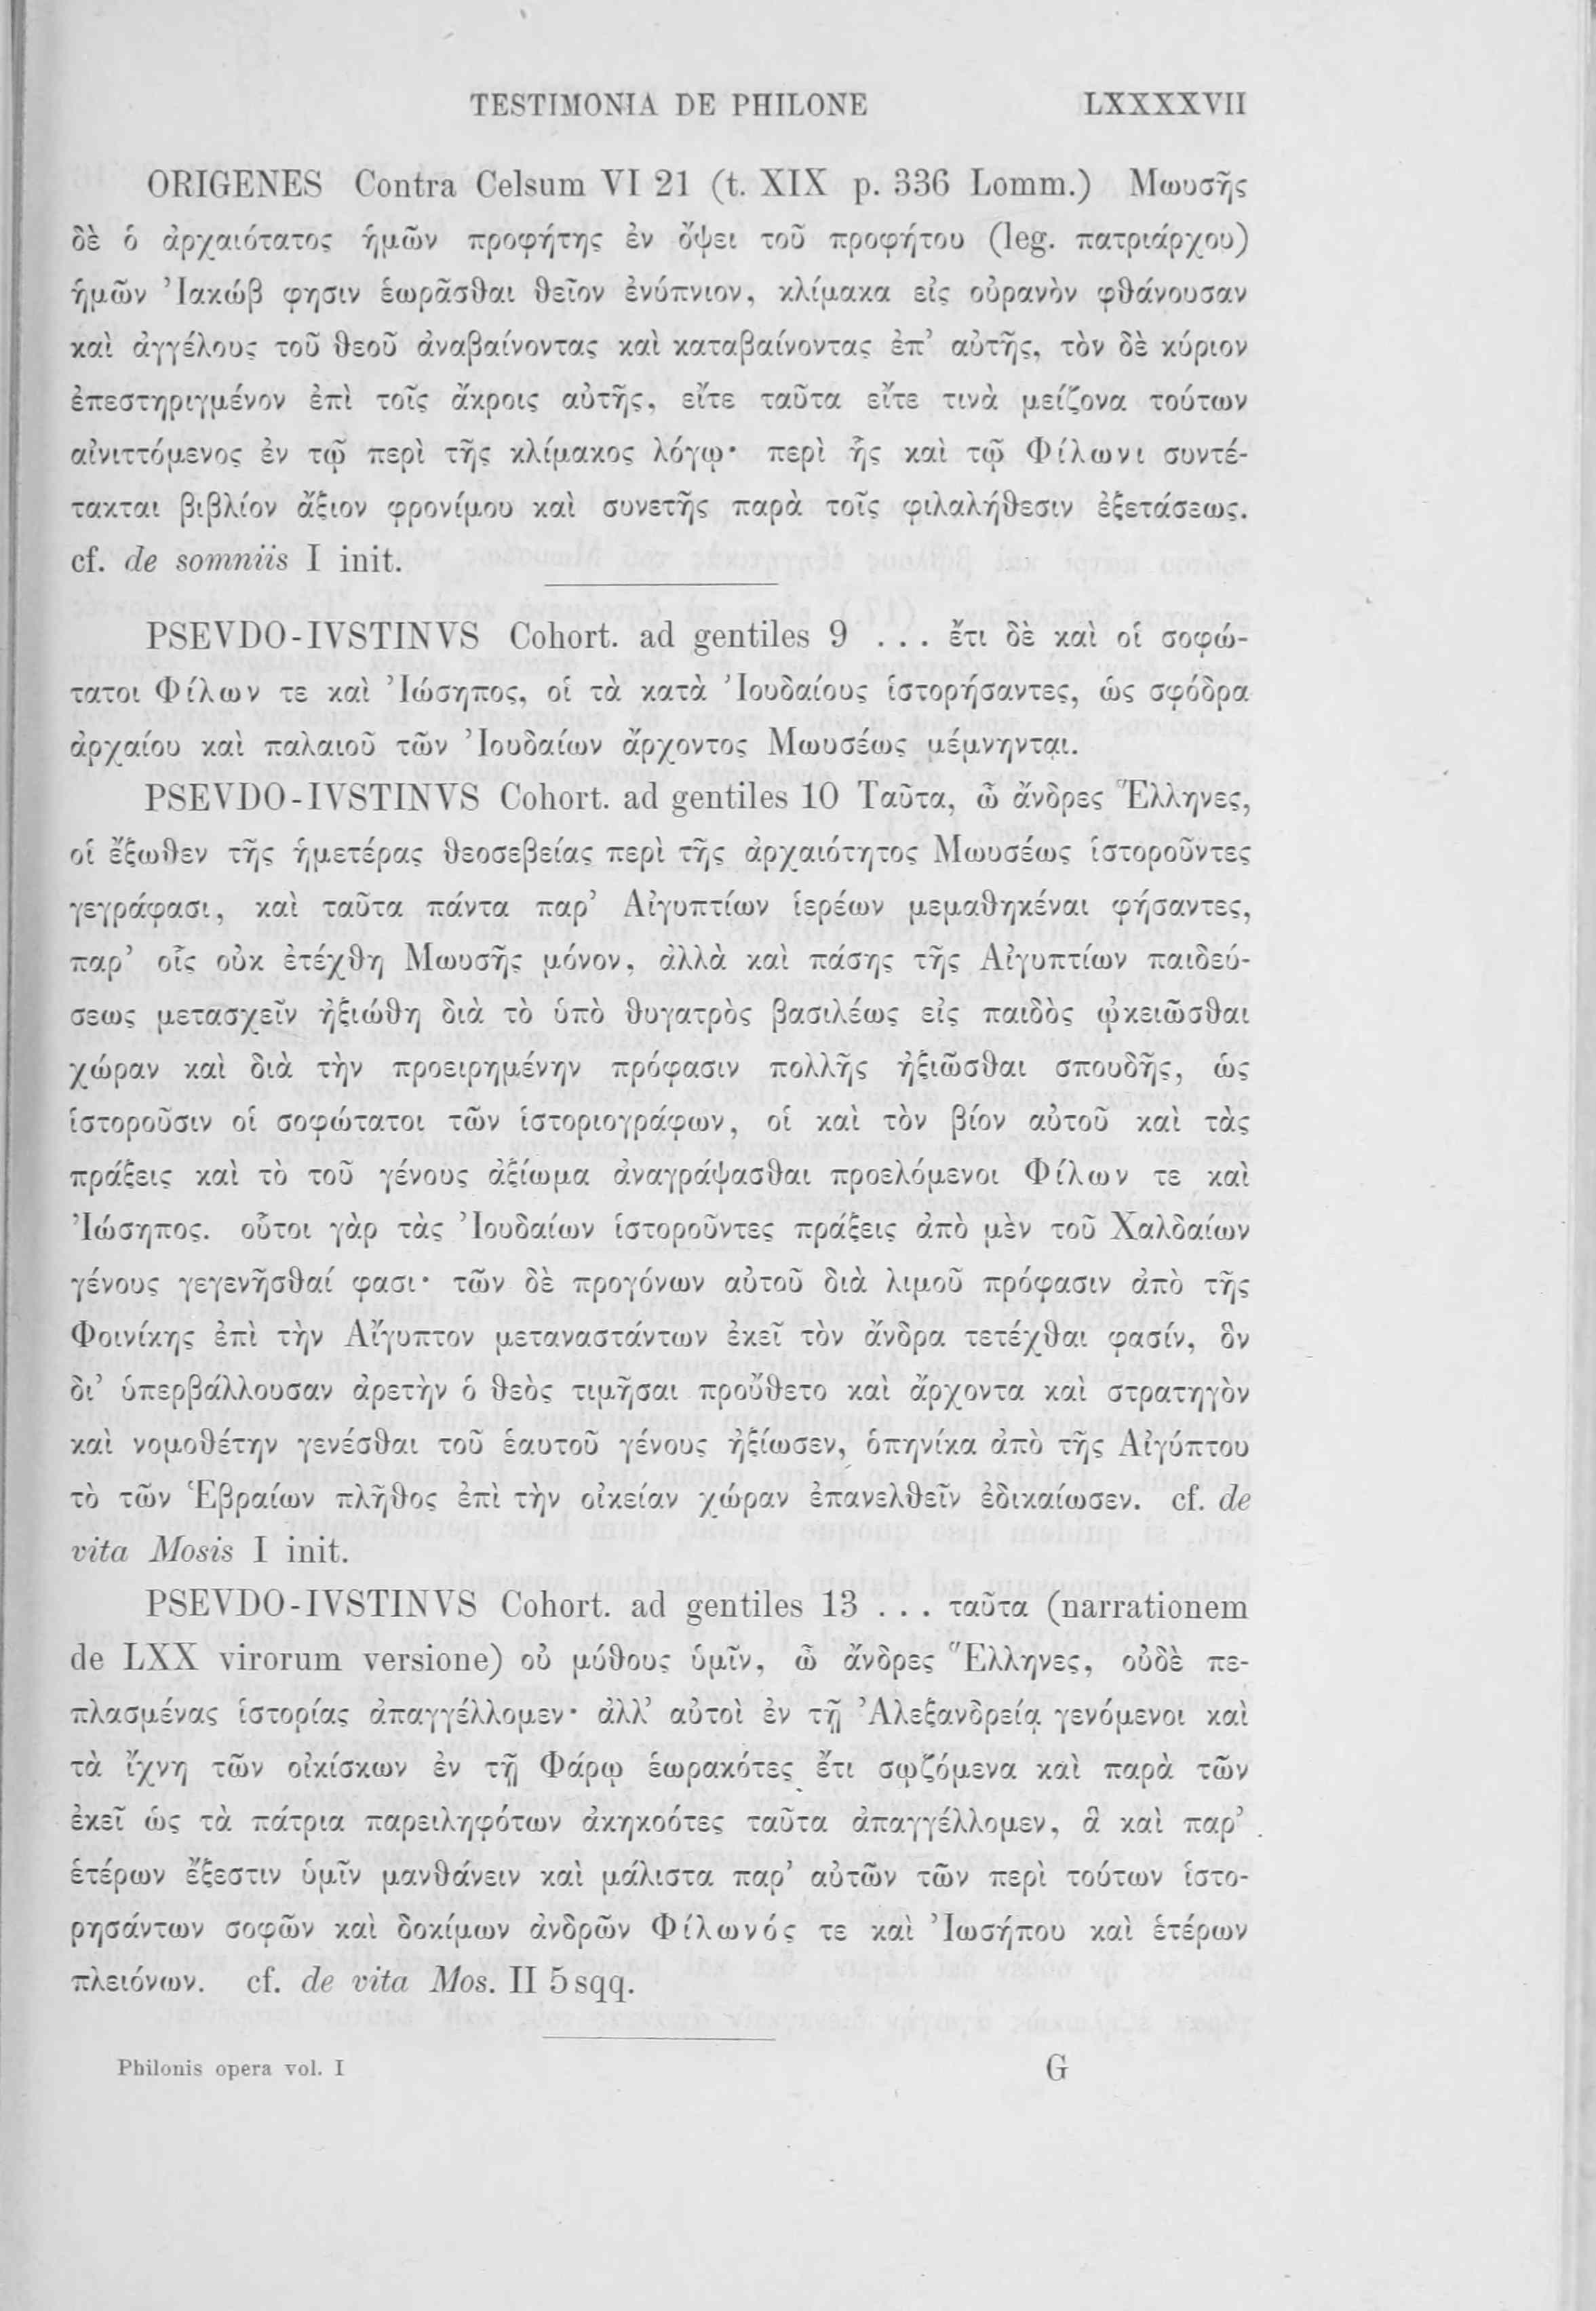 TESTIMONIA DE PHILONE LXXXXVII
ORIGENES Contra Celsum VI 21 (t. XIX p. 336 Lomm.) Μωυσῆς
δὲ ὁ ἀρχαιότατος ἡμῶν προφήτης ἐν ὄψει τοῦ προφήτου (leg. πατριάρχου)
ἡμῶν Ἰακώβ φησιν ἑωρᾶσθαι θεῖον ἐνύπνιον, κλίμακα εἰς οὐρανὸν φθάνουσαν
καὶ ἀγγέλους τοῦ θεοῦ ἀναβαίνοντας καὶ καταβαίνοντας ἐπ’ αὐτῆς, τὸν δὲ κύριον
ἐπεστηριγμένον ἐπὶ τοῖς ἄκροις αὐτῆς, εἴτε ταῦτα εἴτε τινὰ μείζονα τούτων
αἰνιττόμενος ἐν τῷ περὶ τῆς κλίμακος λόγῳ· περὶ ἧς καὶ τῷ Φίλωνι συντέ-
τακται βιβλίον ἄξιον φρονίμου καὶ συνετῆς παρὰ τοῖς φιλαλήθεσιν ἐξετάσεως.
cf. de somniis I init.
PSEVDO-IVSTINVS Cohort. ad gentiles 9 . . . ἔτι δὲ καὶ οἱ σοφώ-
τατοι Φίλων τε καὶ Ἰώσηπος, οἱ τὰ κατὰ Ἰουδαίους ἱστορήσαντες, ὡς σφόδρα
ἀρχαίου καὶ παλαιοῦ τῶν Ἰουδαίων ἄρχοντος Μωυσέως μέμνηνται.
PSEVDO-IVSTINVS Cohort. ad gentiles 10 Ταῦτα, ὦ ἄνδρες Ἕλληνες,
οἱ ἔξωθεν τῆς ἡμετέρας θεοσεβείας περὶ τῆς ἀρχαιότητος Μωυσέως ἱστοροῦντες
γεγράφασι, καὶ ταῦτα πάντα παρ’ Αἰγυπτίων ἱερέων μεμαθηκέναι φήσαντες,
παρ’ οἷς οὐκ ἐτέχθη Μωυσῆς μόνον, ἀλλὰ καὶ πάσης τῆς Αἰγυπτίων παιδεύ-
σεως μετασχεῖν ἠξιώθη διὰ τὸ ὑπὸ θυγατρὸς βασιλέως εἰς παιδὸς ᾠκειῶσθαι
χώραν καὶ διὰ τὴν προειρημένην πρόφασιν πολλῆς ἠξιῶσθαι σπουδῆς, ὡς
ἱστοροῦσιν οἱ σοφώτατοι τῶν ἱστοριογράφων, οἱ καὶ τὸν βίον αὐτοῦ καὶ τὰς
πράξεις καὶ τὸ τοῦ γένους ἀξίωμα ἀναγράψασθαι προελόμενοι Φίλων τε καὶ
Ἰώσηπος. οὗτοι γὰρ τὰς Ἰουδαίων ἱστοροῦντες πράξεις ἀπὸ μὲν τοῦ Χαλδαίων
γένους γεγενῆσθαί φασι· τῶν δὲ προγόνων αὐτοῦ διὰ λιμοῦ πρόφασιν ἀπὸ τῆς
Φοινίκης ἐπὶ τὴν Αἴγυπτον μεταναστάντων ἐκεῖ τὸν ἄνδρα τετέχθαι φασίν, ὃν
δι’ ὑπερβάλλουσαν ἀρετὴν ὁ θεὸς τιμῆσαι προὔθετο καὶ ἄρχοντα καὶ στρατηγὸν
καὶ νομοθέτην γενέσθαι τοῦ ἑαυτοῦ γένους ἠξίωσεν, ὁπηνίκα ἀπὸ τῆς Αἰγύπτου
τὸ τῶν Ἑβραίων πλῆθος ἐπὶ τὴν οἰκείαν χώραν ἐπανελθεῖν ἐδικαίωσεν. cf. de
vita Mosis I init.
PSEVDO-IVSTINVS Cohort. ad gentiles 13 . . . ταῦτα (narrationem
de LXX virorum versione) οὐ μύθους ὑμῖν, ὦ ἄνδρες Ἕλληνες, οὐδὲ πε-
πλασμένας ἱστορίας ἀπαγγέλλομεν· ἀλλ’ αὐτοὶ ἐν τῇ Ἀλεξανδρείᾳ γενόμενοι καὶ
τὰ ἴχνη τῶν οἰκίσκων ἐν τῇ Φάρῳ ἑωρακότες ἔτι σῳζόμενα καὶ παρὰ τῶν
ἐκεῖ ὡς τὰ πάτρια παρειληφότων ἀκηκοότες ταῦτα ἀπαγγέλλομεν, ἃ καὶ παρ’
ἑτέρων ἔξεστιν ὑμῖν μανθάνειν καὶ μάλιστα παρ’ αὐτῶν τῶν περὶ τούτων ἱστο-
ρησάντων σοφῶν καὶ δοκίμων ἀνδρῶν Φίλωνός τε καὶ Ἰωσήπου καὶ ἑτέρων
πλειόνων. cf. de vita Mos. II 5 sqq.
Philonis opera vol. I G